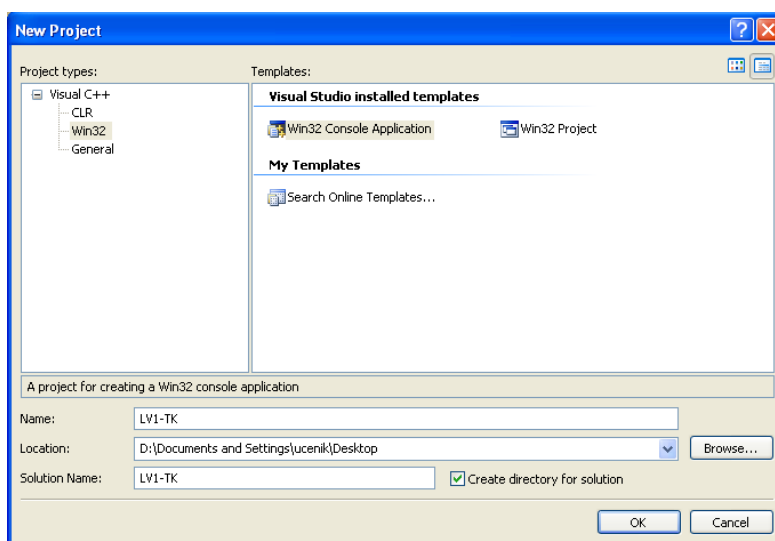 New Project
Project types:
Templates:
Visual C++
CLR
Win32
General
Visual Studio installed templates
Win32 Console Application
Win32 Project
My Templates
Search Online Templates...
A project for creating a Win32 console application
Name:
LV1-TK
Location:
D:\Documents and Settings\ucenik\Desktop
Browse...
Solution Name:
LV1-TK
Create directory for solution
OK
Cancel